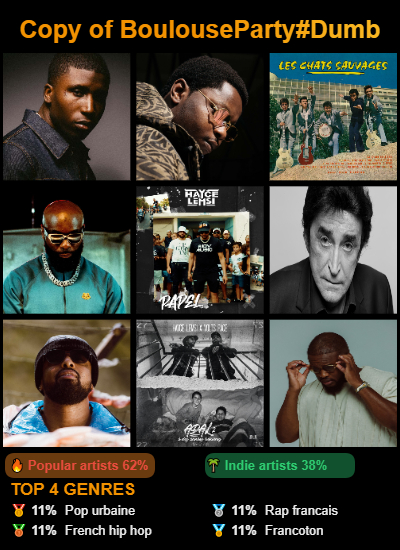 Copy of BoulouseParty#Dumb
LES CHATS SAUVAGES
HAYCE
LEMSI
PAPEL
HAYCE LEMSI X VOLTS FACE
Popular artists 62%
Indie artists 38%
TOP 4 GENRES
11% Pop urbaine
11% Rap francais
11% French hip hop
11% Francoton